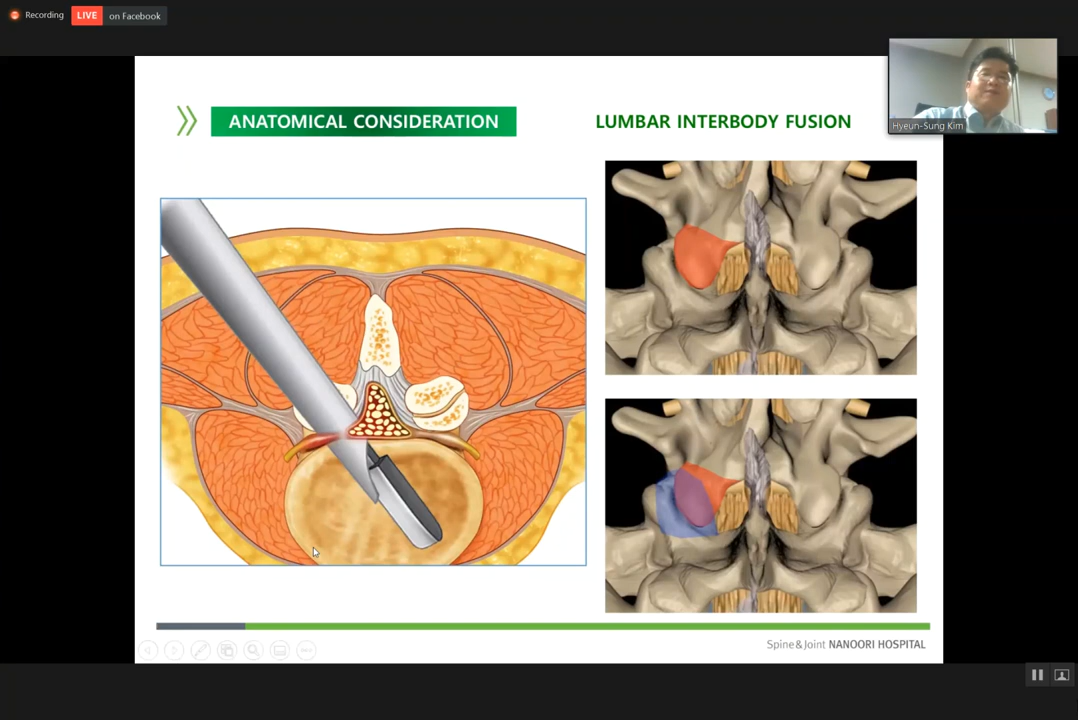 Recording
LIVE on Facebook
Hyeun-Sung Kim
ANATOMICAL CONSIDERATION
LUMBAR INTERBODY FUSION
Spine & Joint NANOORI HOSPITAL